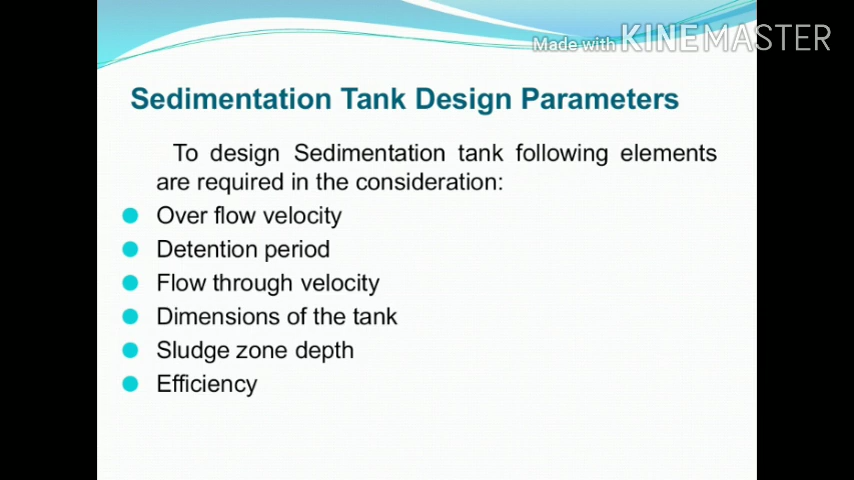 Made with KINEMASTER
Sedimentation Tank Design Parameters
To design Sedimentation tank following elements
are required in the consideration:
Over flow velocity
Detention period
Flow through velocity
Dimensions of the tank
Sludge zone depth
Efficiency